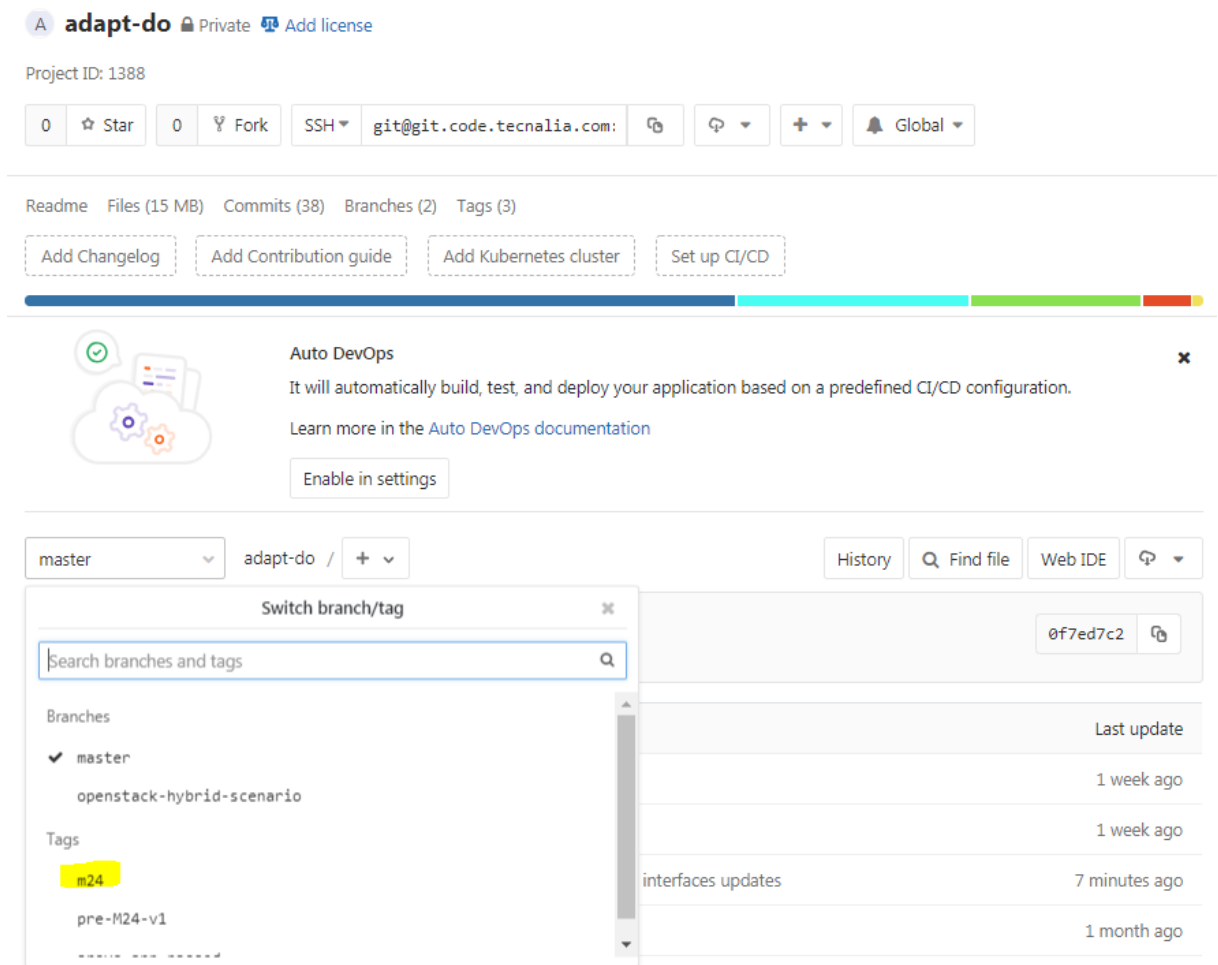 A adapt-do Private Add license
Project ID: 1388
0 Star 0 Fork SSH git@git.code.tecnalia.com: Global
Readme Files (15 MB) Commits (38) Branches (2) Tags (3)
Add Changelog Add Contribution guide Add Kubernetes cluster Set up CI/CD
Auto DevOps
It will automatically build, test, and deploy your application based on a predefined CI/CD configuration.
Learn more in the Auto DevOps documentation
Enable in settings
master adapt-do / + History Find file Web IDE
Switch branch/tag
0f7ed7c2
Search branches and tags
Branches
Last update
master
1 week ago
openstack-hybrid-scenario
1 week ago
Tags
m24
interfaces updates 7 minutes ago
pre-M24-v1
1 month ago